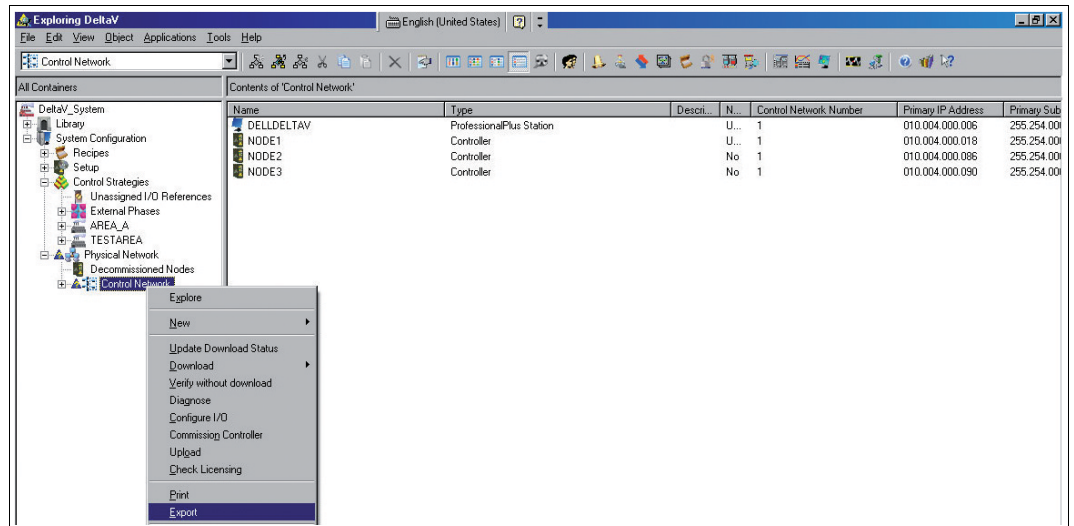 Exploring DeltaV
English (United States)
File Edit View Object Applications Tools Help
Control Network
All Containers
Contents of 'Control Network'
DeltaV_System
Library
System Configuration
Recipes
Setup
Control Strategies
Unassigned I/O References
External Phases
AREA_A
TESTAREA
Physical Network
Decommissioned Nodes
Control Network
Name Type Descri... N... Control Network Number Primary IP Address Primary Sub
DELLDELTAV ProfessionalPlus Station U... 1 010.004.000.006 255.254.00
NODE1 Controller U... 1 010.004.000.018 255.254.00
NODE2 Controller No 1 010.004.000.086 255.254.00
NODE3 Controller No 1 010.004.000.090 255.254.00
Explore
New
Update Download Status
Download
Verify without download
Diagnose
Configure I/O
Commission Controller
Upload
Check Licensing
Print
Export